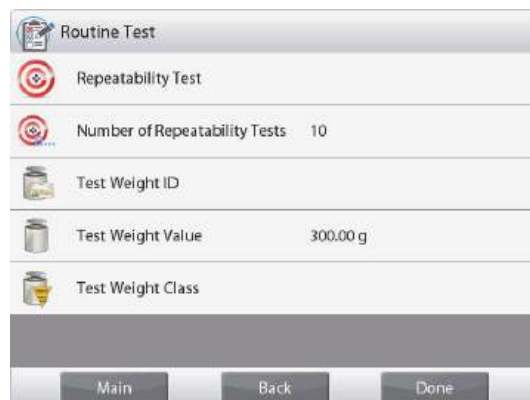 Routine Test
Repeatability Test
Number of Repeatability Tests 10
Test Weight ID
Test Weight Value 300.00 g
Test Weight Class
Main Back Done